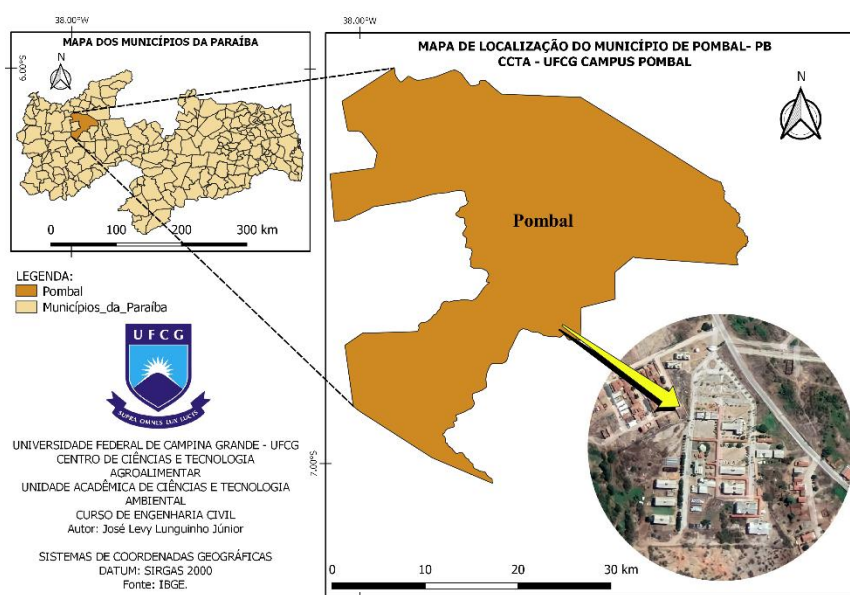 38.00°W
38.00°W
MAPA DOS MUNICÍPIOS DA PARAÍBA
6.00°S
N
0 100 200 300 km
MAPA DE LOCALIZAÇÃO DO MUNICÍPIO DE POMBAL- PB
CCTA - UFCG CAMPUS POMBAL
N
Pombal
7.00°S
0 10 20 30 km
LEGENDA:
Pombal
Municípios_da_Paraíba
UFCG
SUPRA OMNES LUX LUCES
UNIVERSIDADE FEDERAL DE CAMPINA GRANDE - UFCG
CENTRO DE CIÊNCIAS E TECNOLOGIA
AGROALIMENTAR
UNIDADE ACADÊMICA DE CIÊNCIAS E TECNOLOGIA
AMBIENTAL
CURSO DE ENGENHARIA CIVIL
Autor: José Levy Lunguinho Júnior
SISTEMAS DE COORDENADAS GEOGRÁFICAS
DATUM: SIRGAS 2000
Fonte: IBGE.